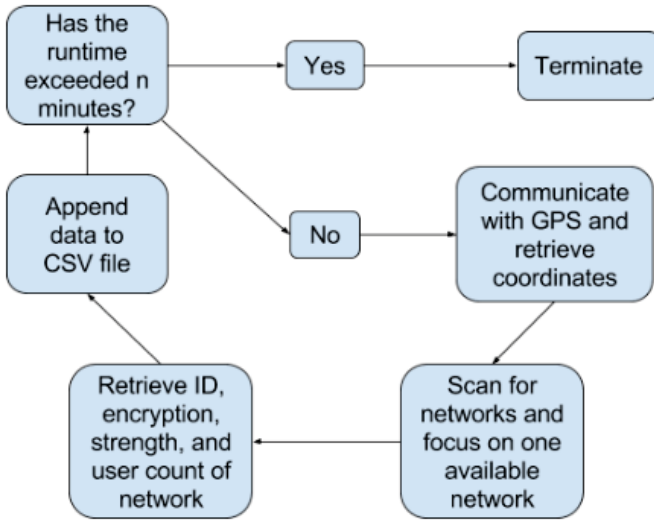 Has the
runtime
exceeded n
minutes?
Yes
Terminate
No
Communicate
with GPS and
retrieve
coordinates
Append
data to
CSV file
Retrieve ID,
encryption,
strength, and
user count of
network
Scan for
networks and
focus on one
available
network